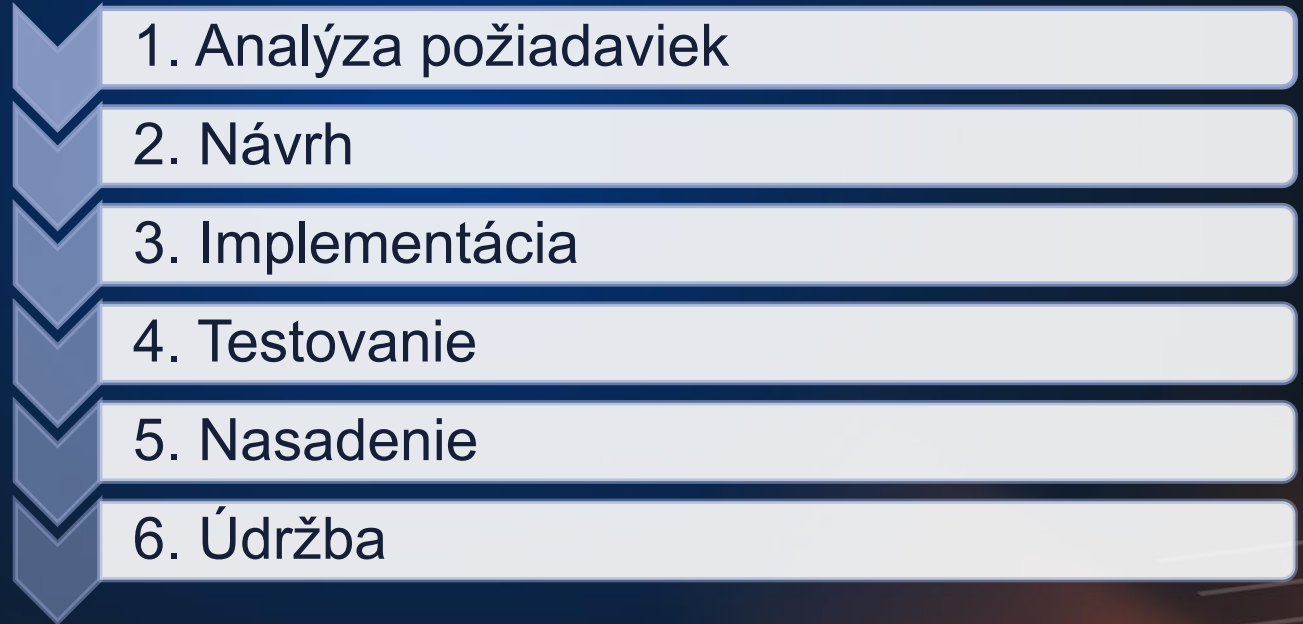 1. Analýza požiadaviek
2. Návrh
3. Implementácia
4. Testovanie
5. Nasadenie
6. Údržba